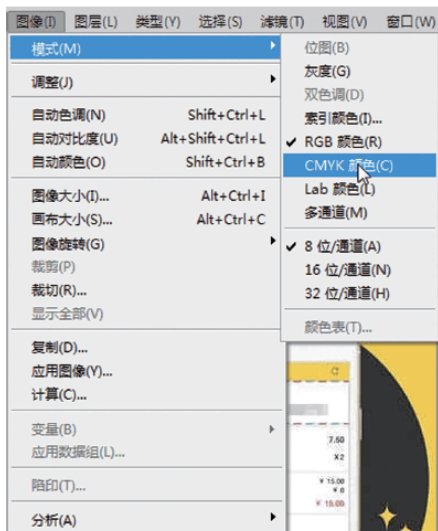 图像(I) 图层(L) 类型(Y) 选择(S) 滤镜(T) 视图(V) 窗口(W)
模式(M)
调整(J)
自动色调(N) Shift+Ctrl+L
自动对比度(U) Alt+Shift+Ctrl+L
自动颜色(O) Shift+Ctrl+B
图像大小(I)... Alt+Ctrl+I
画布大小(S)... Alt+Ctrl+C
图像旋转(G)
裁剪(P)
裁切(R)...
显示全部(V)
复制(D)...
应用图像(Y)...
计算(C)...
变量(B)
应用数据组(L)...
陷印(T)...
分析(A)
位图(B)
灰度(G)
双色调(D)
索引颜色(I)...
RGB 颜色(R)
CMYK 颜色(C)
Lab 颜色(L)
多通道(M)
8 位/通道(A)
16 位/通道(N)
32 位/通道(H)
颜色表(T)...
7.50
X2
¥ 15.00
¥ 0
¥ 15.00